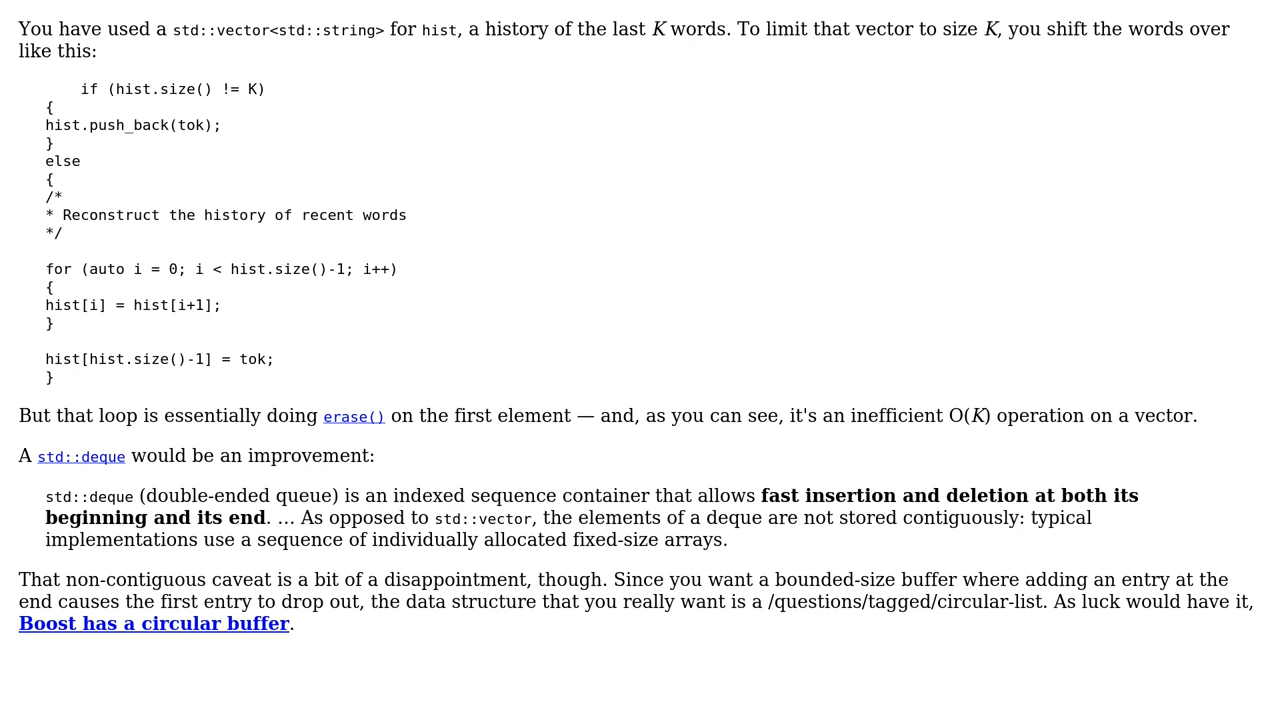 You have used a std::vector<std::string> for hist, a history of the last K words. To limit that vector to size K, you shift the words over
like this:
if (hist.size() != K)
{
hist.push_back(tok);
}
else
{
/*
* Reconstruct the history of recent words
*/
for (auto i = 0; i < hist.size()-1; i++)
{
hist[i] = hist[i+1];
}
hist[hist.size()-1] = tok;
}
But that loop is essentially doing erase() on the first element — and, as you can see, it's an inefficient O(K) operation on a vector.
A std::deque would be an improvement:
std::deque (double-ended queue) is an indexed sequence container that allows fast insertion and deletion at both its
beginning and its end. … As opposed to std::vector, the elements of a deque are not stored contiguously: typical
implementations use a sequence of individually allocated fixed-size arrays.
That non-contiguous caveat is a bit of a disappointment, though. Since you want a bounded-size buffer where adding an entry at the
end causes the first entry to drop out, the data structure that you really want is a /questions/tagged/circular-list. As luck would have it,
Boost has a circular buffer.